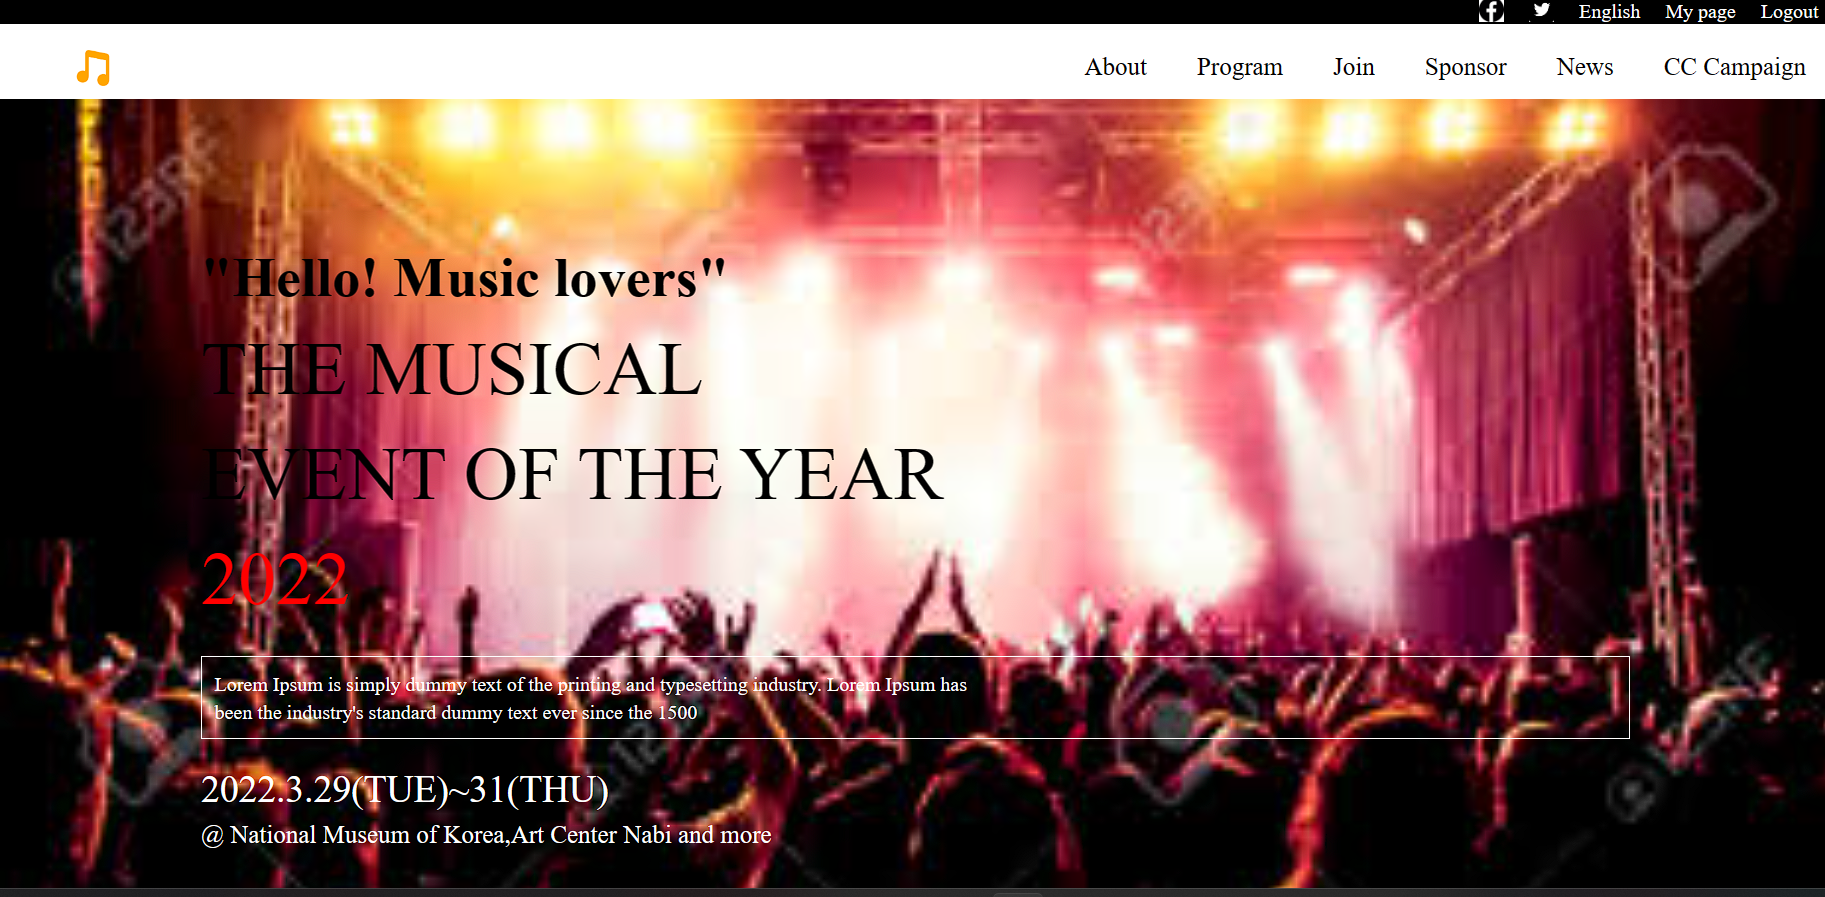 English My page Logout
About Program Join Sponsor News CC Campaign
"Hello! Music lovers"
THE MUSICAL
EVENT OF THE YEAR
2022
Lorem Ipsum is simply dummy text of the printing and typesetting industry. Lorem Ipsum has
been the industry's standard dummy text ever since the 1500
2022.3.29(TUE)~31(THU)
@ National Museum of Korea,Art Center Nabi and more